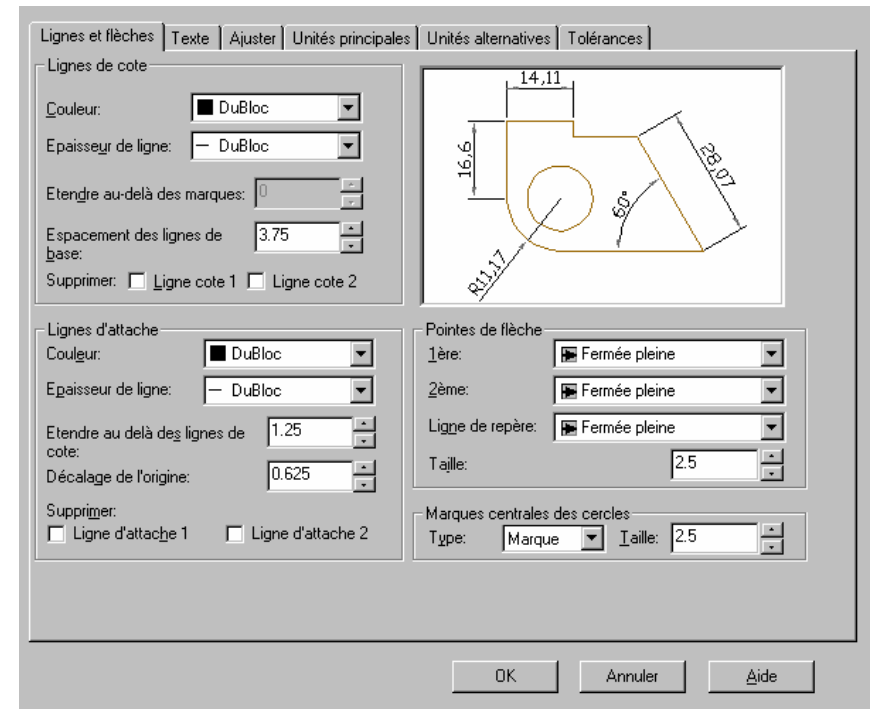 Lignes et flèches Texte Ajuster Unités principales Unités alternatives Tolérances
Lignes de cote
Couleur: DuBloc
Epaisseur de ligne: DuBloc
Etendre au-delà des marques: 0
Espacement des lignes de
base: 3.75
Supprimer: Ligne cote 1 Ligne cote 2
14,11
16,6
28,07
60°
R11,17
Lignes d'attache
Couleur: DuBloc
Epaisseur de ligne: DuBloc
Etendre au delà des lignes de
cote: 1.25
Décalage de l'origine: 0.625
Supprimer:
Ligne d'attache 1 Ligne d'attache 2
Pointes de flèche
1ère: Fermée pleine
2ème: Fermée pleine
Ligne de repère: Fermée pleine
Taille: 2.5
Marques centrales des cercles
Type: Marque Taille: 2.5
OK Annuler Aide